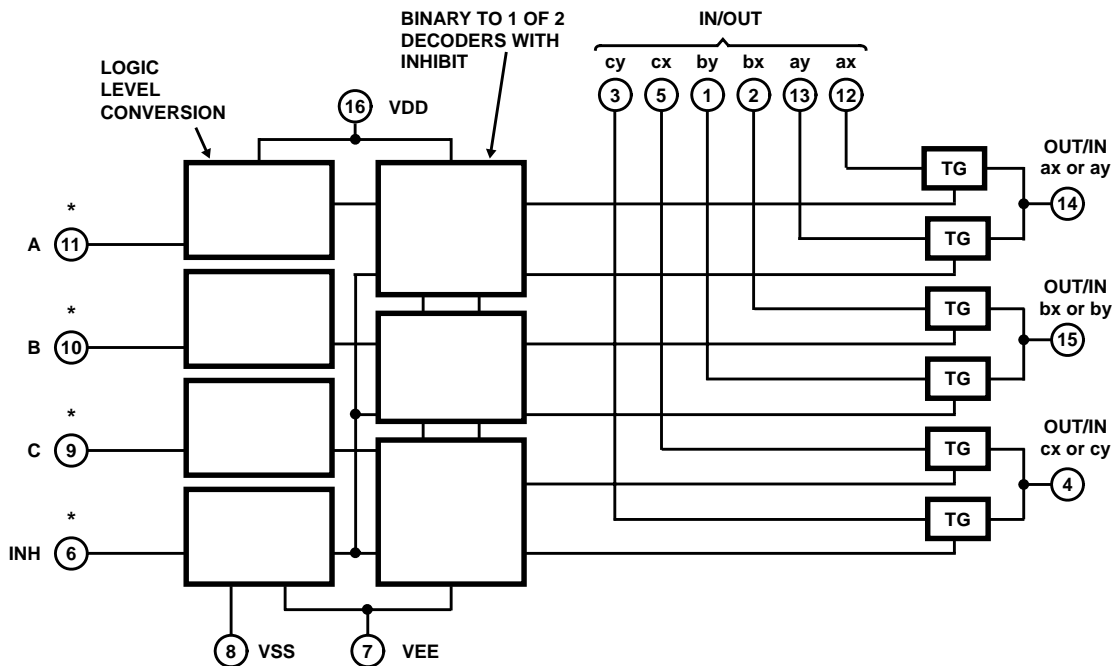 BINARY TO 1 OF 2
DECODERS WITH
INHIBIT
IN/OUT
LOGIC
LEVEL
CONVERSION
cy cx by bx ay ax
3 5 1 2 13 12
16 VDD
TG
OUT/IN
ax or ay
14
*
A 11
TG
*
B 10
TG
OUT/IN
bx or by
15
TG
*
C 9
TG
OUT/IN
cx or cy
4
*
INH 6
TG
8 VSS
7 VEE